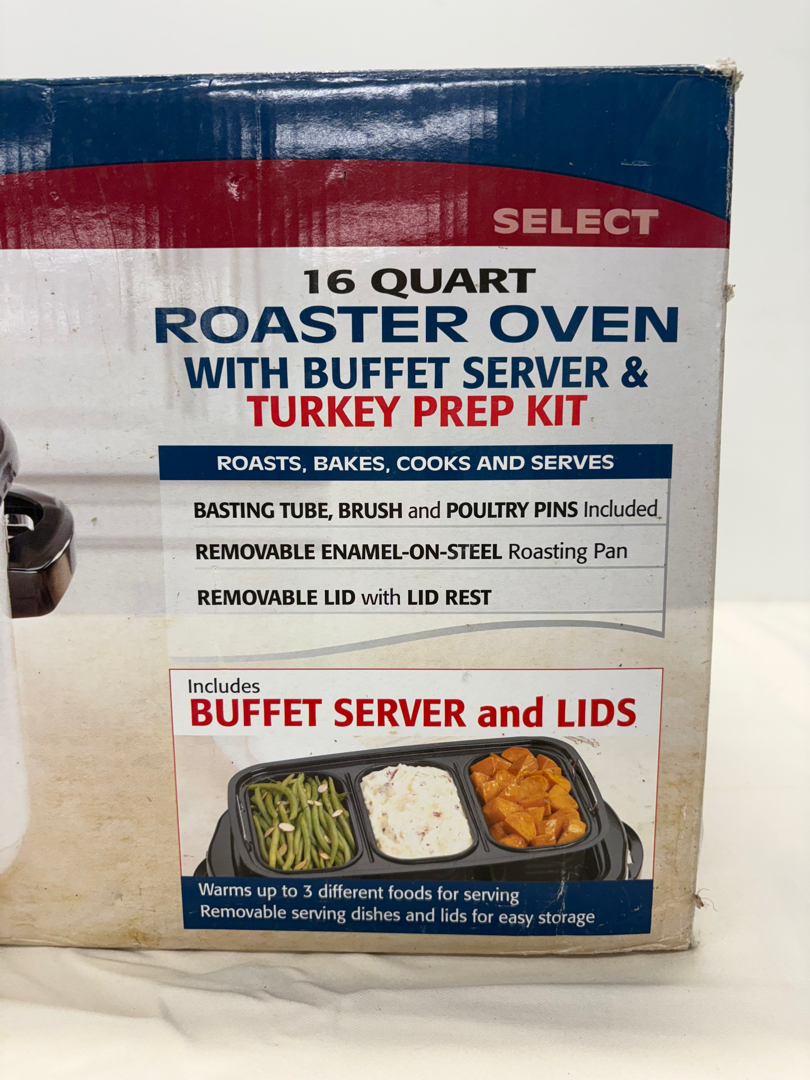 SELECT
16 QUART
ROASTER OVEN
WITH BUFFET SERVER &
TURKEY PREP KIT
ROASTS, BAKES, COOKS AND SERVES
BASTING TUBE, BRUSH and POULTRY PINS Included
REMOVABLE ENAMEL-ON-STEEL Roasting Pan
REMOVABLE LID with LID REST
Includes
BUFFET SERVER and LIDS
Warms up to 3 different foods for serving
Removable serving dishes and lids for easy storage